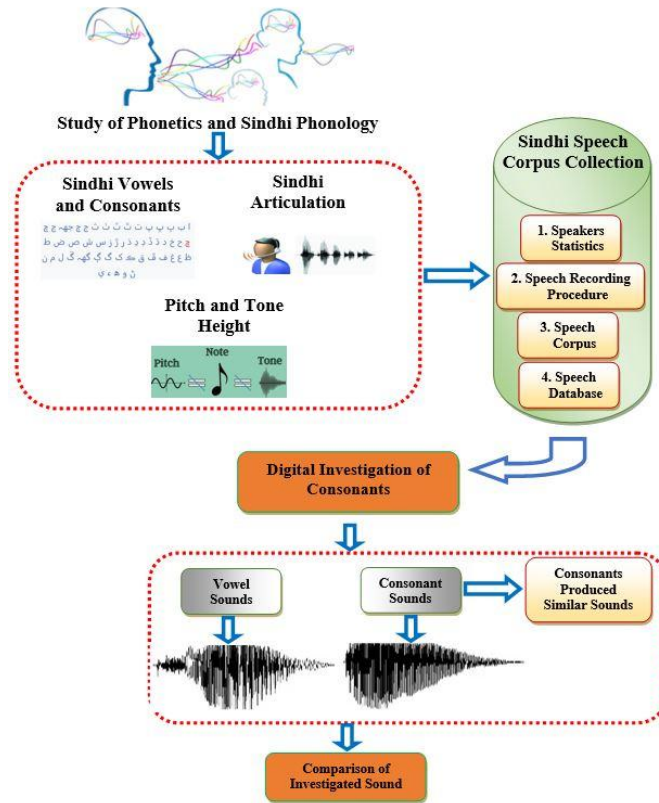 Study of Phonetics and Sindhi Phonology
Sindhi Vowels
and Consonants
Sindhi
Articulation
Pitch and Tone
Height
Pitch
Note
Tone
Sindhi Speech
Corpus Collection
1. Speakers
Statistics
2. Speech Recording
Procedure
3. Speech
Corpus
4. Speech
Database
Digital Investigation of
Consonants
Vowel
Sounds
Consonant
Sounds
Consonants
Produced
Similar Sounds
Comparison of
Investigated Sound